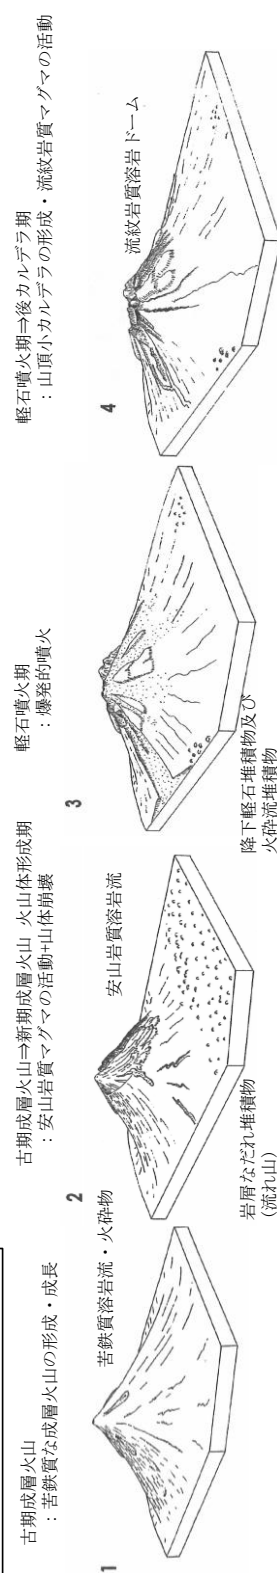 古期成層火山
：苦鉄質な成層火山の形成・成長
1
苦鉄質溶岩流・火砕物
古期成層火山⇒新期成層火山 火山体形成期
：安山岩質マグマの活動+山体崩壊
2
安山岩質溶岩流
岩屑なだれ堆積物
(流れ山)
軽石噴火期
：爆発的噴火
3
降下軽石堆積物及び
火砕流堆積物
軽石噴火期⇒後カルデラ期
：山頂小カルデラの形成・流紋岩質マグマの活動
4
流紋岩質溶岩ドーム